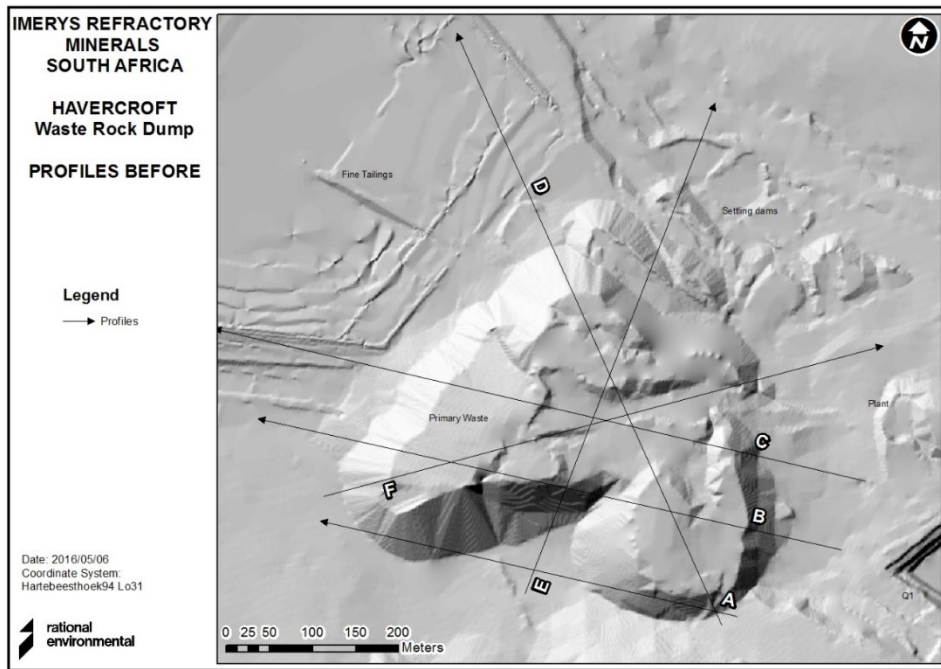 IMERYS REFRACTORY
MINERALS
SOUTH AFRICA
HAVERCROFT
Waste Rock Dump
PROFILES BEFORE
Legend
Profiles
Date: 2016/05/06
Coordinate System:
Hartebeesthoek94 Lo31
rational
environmental
N
Fine Tailings
D
Settling dams
Primary Waste
Plant
C
F
B
E
A
Q1
0 25 50 100 150 200
Meters